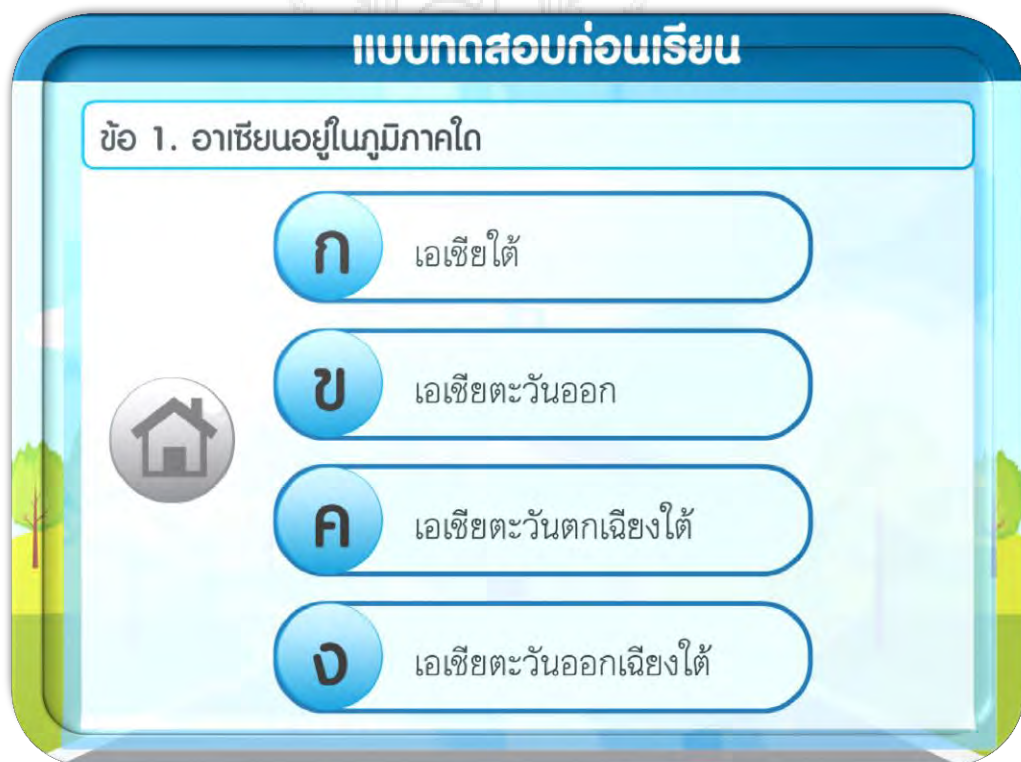 แบบทดสอบก่อนเรียน
ข้อ 1. อาเซียนอยู่ในภูมิภาคใด
ก เอเชียใต้
ข เอเชียตะวันออก
ค เอเชียตะวันตกเฉียงใต้
ง เอเชียตะวันออกเฉียงใต้